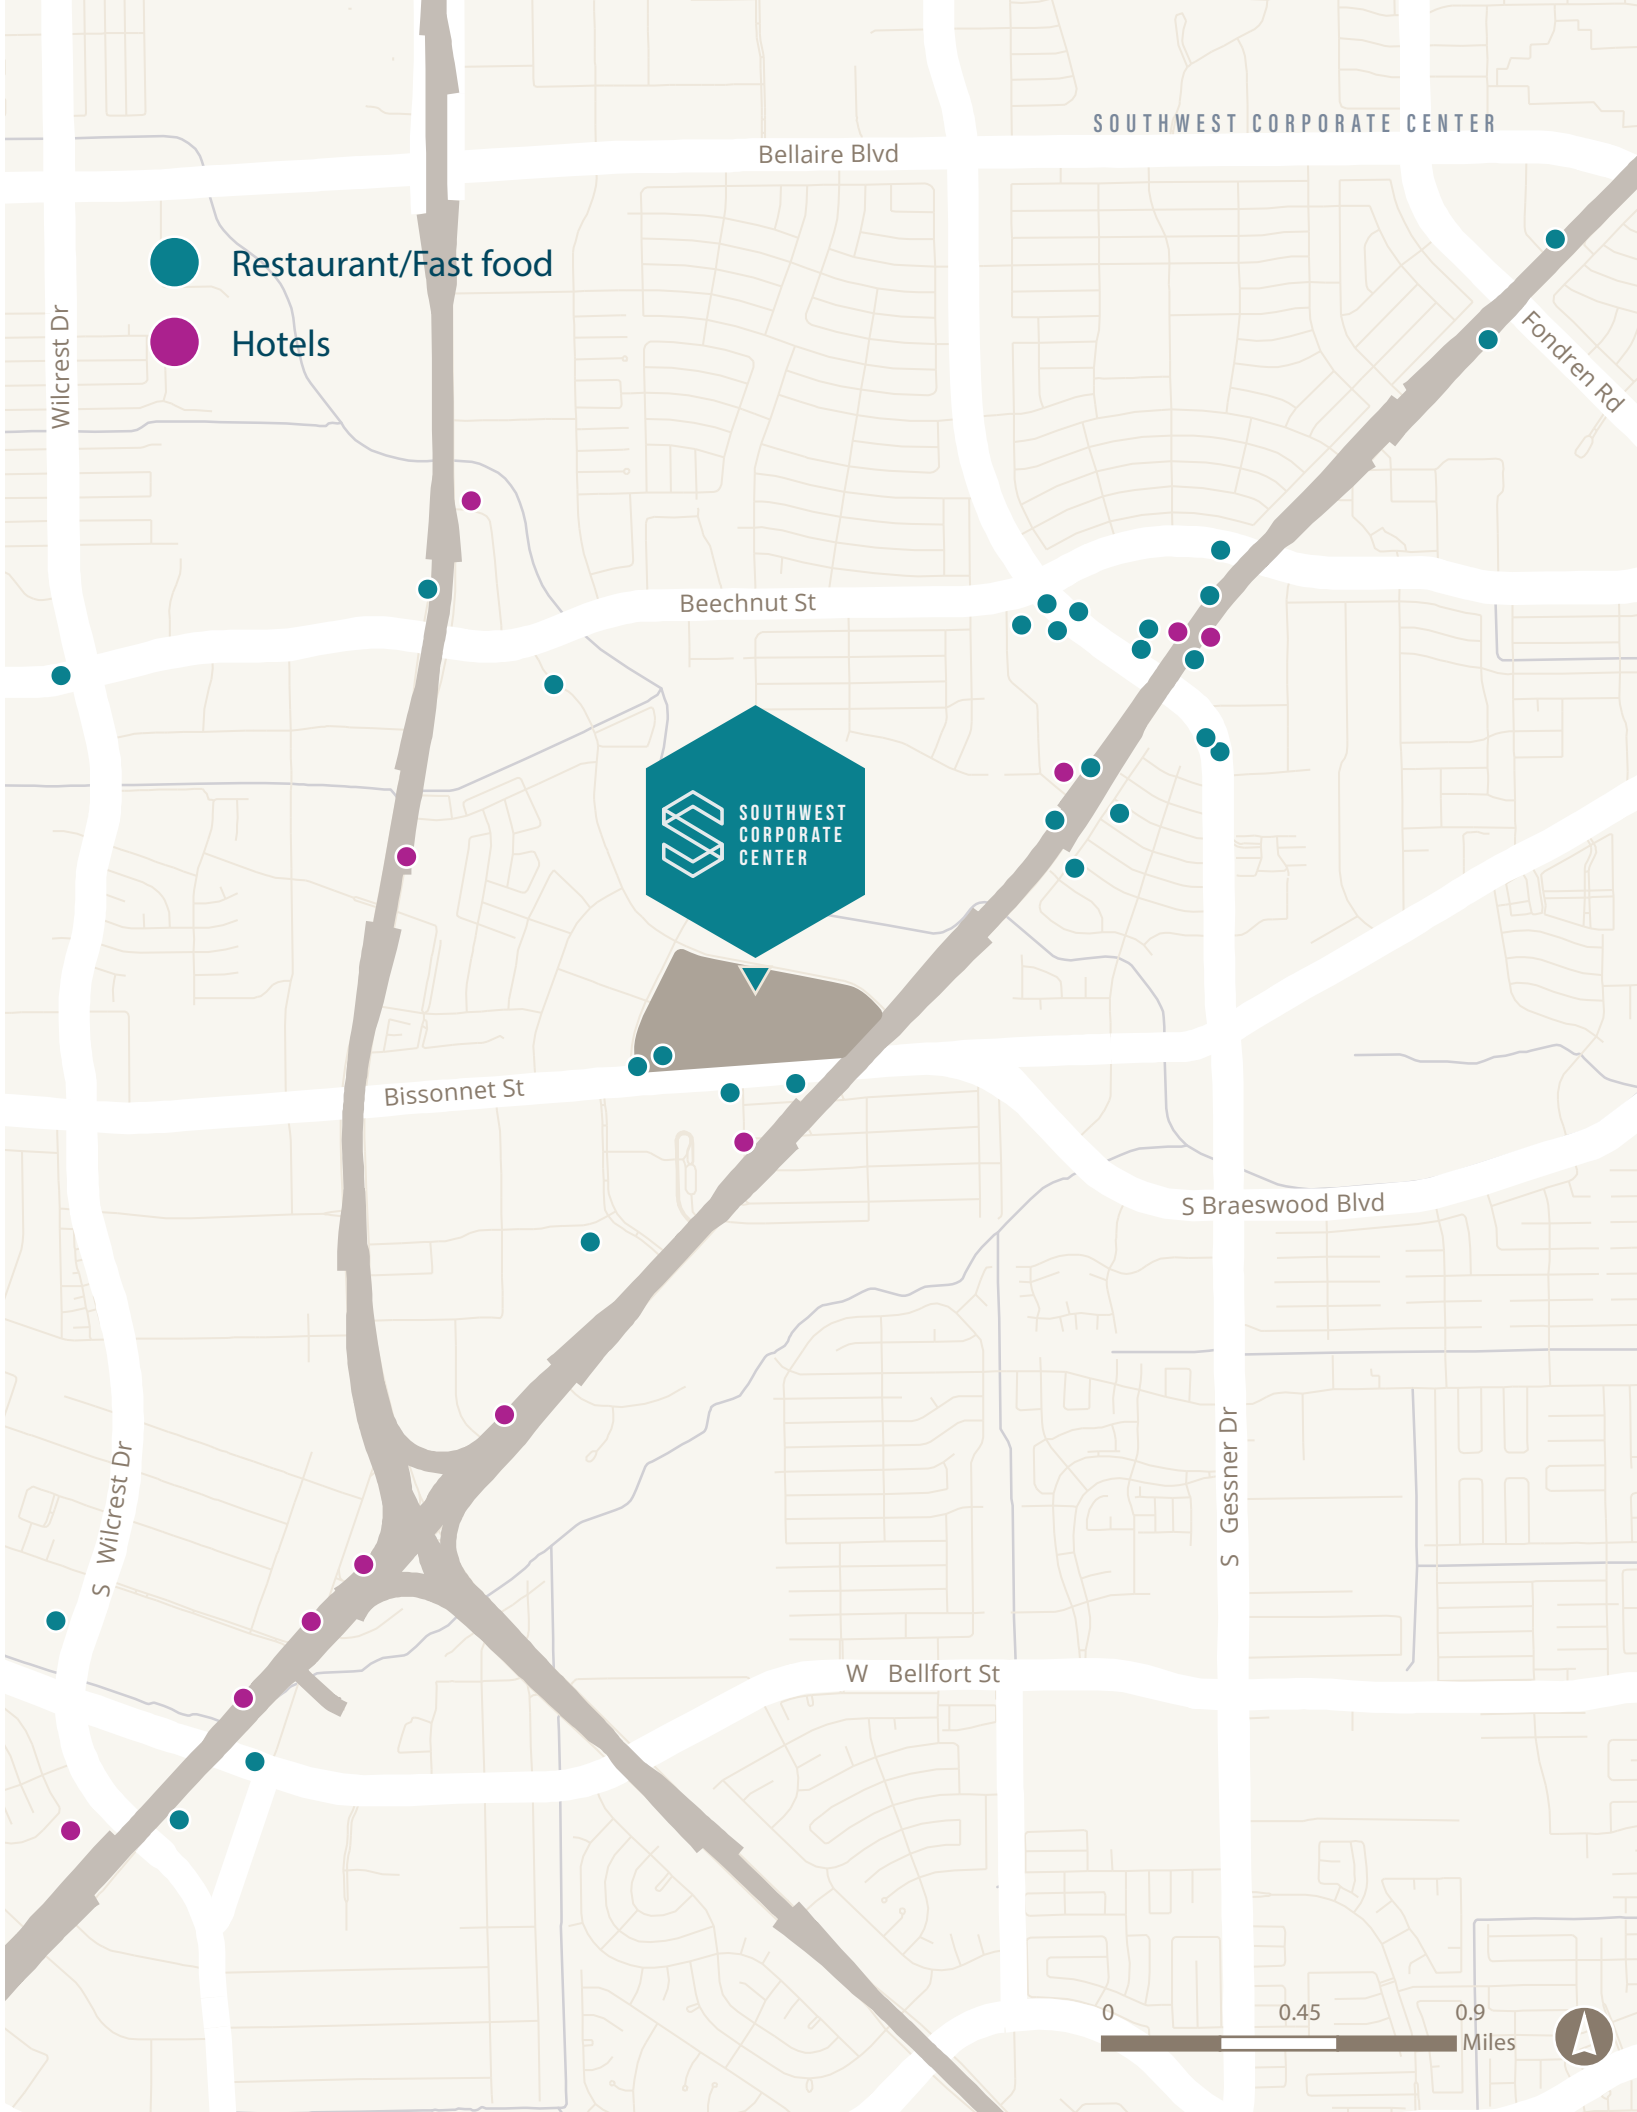 SOUTHWEST CORPORATE CENTER
Bellaire Blvd
Restaurant/Fast food
Hotels
Wilcrest Dr
Fondren Rd
Beechnut St
SOUTHWEST
CORPORATE
CENTER
Bissonnet St
S Braeswood Blvd
S Gessner Dr
S Wilcrest Dr
W Bellfort St
0 0.45 0.9
Miles